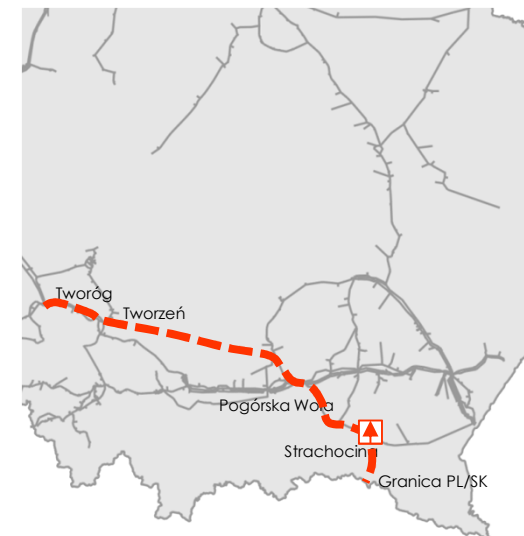 Tworóg
Tworzeń
Pogórska Wola
Strachocina
Granica PL/SK